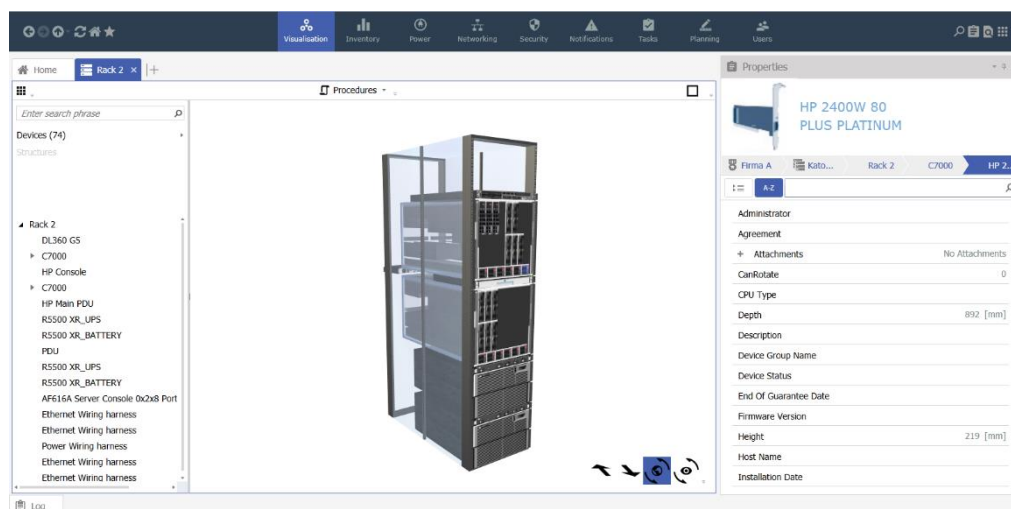 Visualisation Inventory Power Networking Security Notifications Tasks Planning Users
Home Rack 2 × +
Procedures
Enter search phrase
Devices (74)
Structures
Rack 2
DL360 G5
C7000
HP Console
C7000
HP Main PDU
R5500 XR_UPS
R5500 XR_BATTERY
PDU
R5500 XR_UPS
R5500 XR_BATTERY
AF616A Server Console 0x2x8 Port
Ethernet Wiring harness
Ethernet Wiring harness
Power Wiring harness
Ethernet Wiring harness
Ethernet Wiring harness
Log
Properties
HP 2400W 80
PLUS PLATINUM
Firma A Kato... Rack 2 C7000 HP 2...
A-Z
Administrator
Agreement
+ Attachments No Attachments
CanRotate 0
CPU Type
Depth 892 [mm]
Description
Device Group Name
Device Status
End Of Guarantee Date
Firmware Version
Height 219 [mm]
Host Name
Installation Date